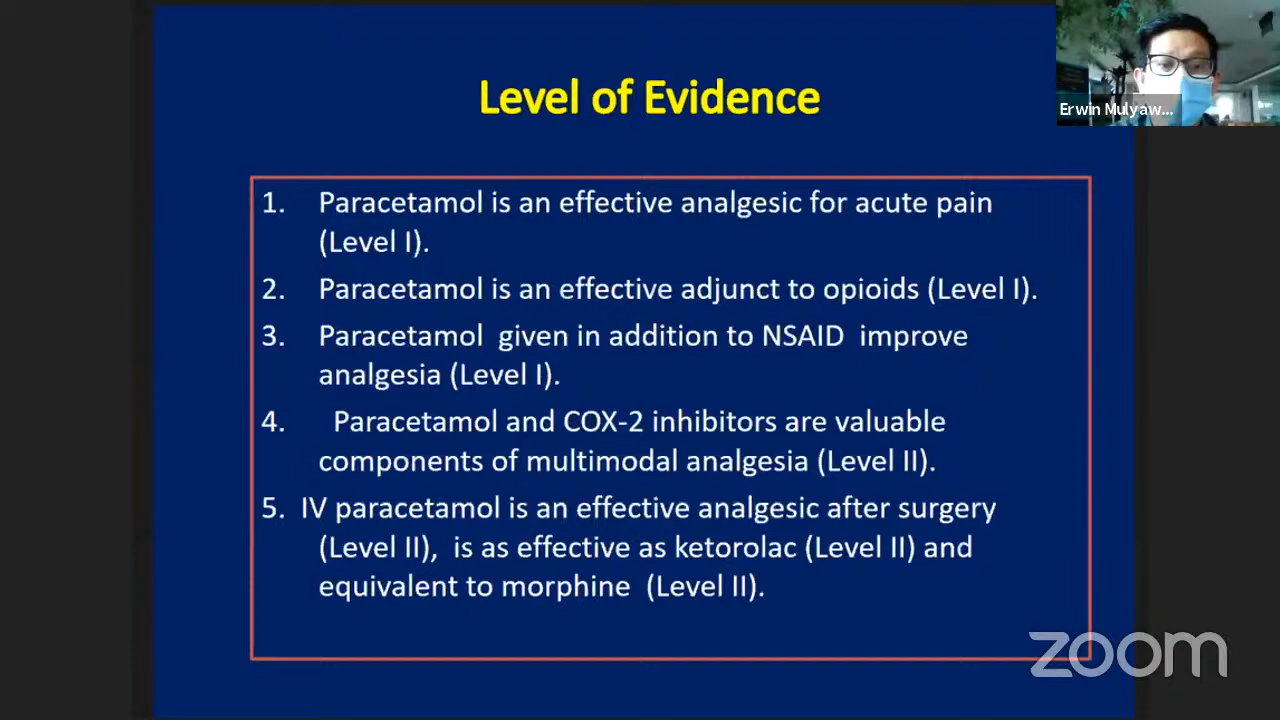 Level of Evidence
Erwin Mulyaw...
1. Paracetamol is an effective analgesic for acute pain
(Level I).
2. Paracetamol is an effective adjunct to opioids (Level I).
3. Paracetamol given in addition to NSAID improve
analgesia (Level I).
4. Paracetamol and COX-2 inhibitors are valuable
components of multimodal analgesia (Level II).
5. IV paracetamol is an effective analgesic after surgery
(Level II), is as effective as ketorolac (Level II) and
equivalent to morphine (Level II).
zoom